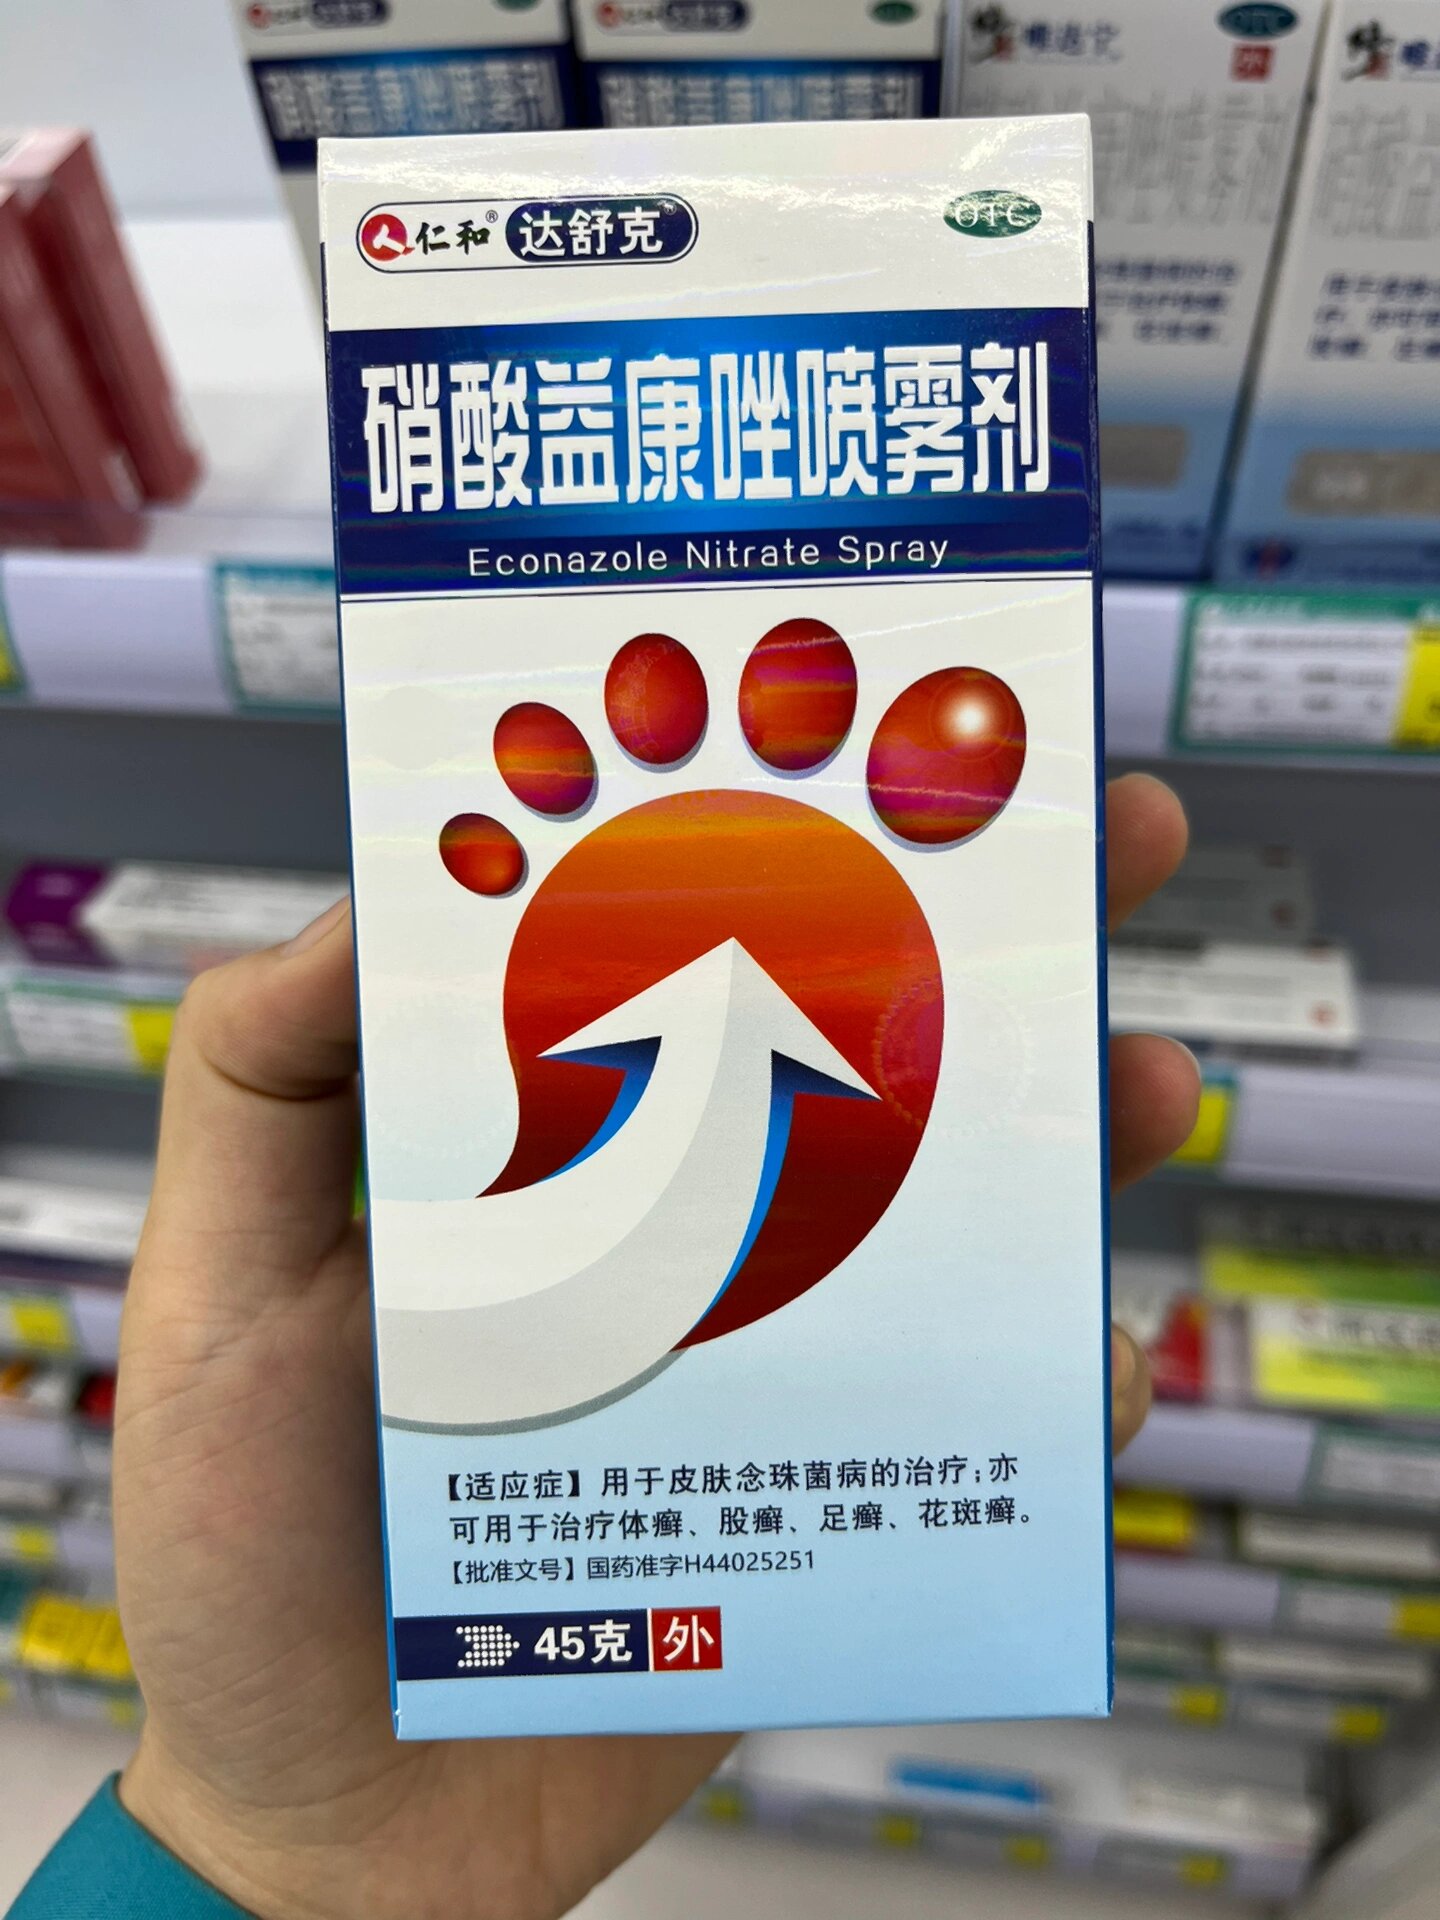 仁和® 达舒克
OTC
硝酸益康唑喷雾剂
Econazole Nitrate Spray
【适应症】用于皮肤念珠菌病的治疗；亦
可用于治疗体癣、股癣、足癣、花斑癣。
【批准文号】国药准字H44025251
45克 外